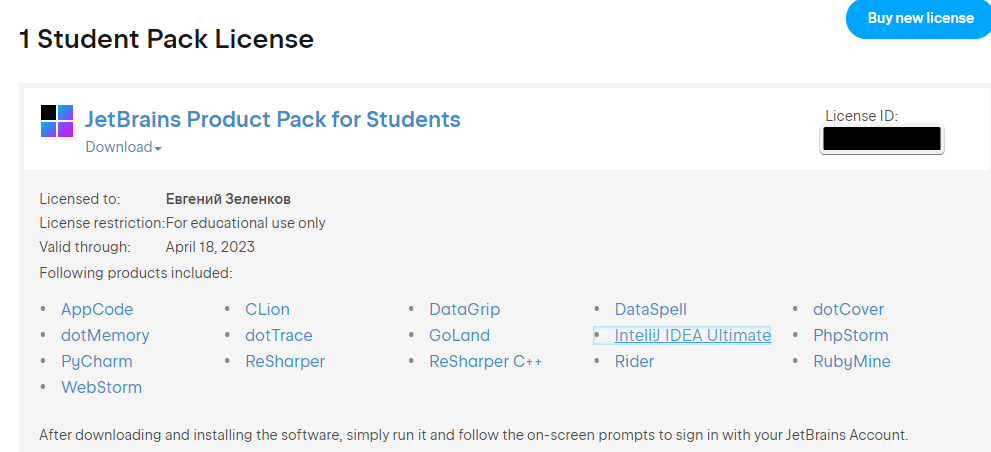 Buy new license
1 Student Pack License
JetBrains Product Pack for Students
Download
License ID:
Licensed to: Евгений Зеленков
License restriction:For educational use only
Valid through: April 18, 2023
Following products included:
• AppCode • CLion • DataGrip • DataSpell • dotCover
• dotMemory • dotTrace • GoLand • IntelliJ IDEA Ultimate • PhpStorm
• PyCharm • ReSharper • ReSharper C++ • Rider • RubyMine
• WebStorm
After downloading and installing the software, simply run it and follow the on-screen prompts to sign in with your JetBrains Account.